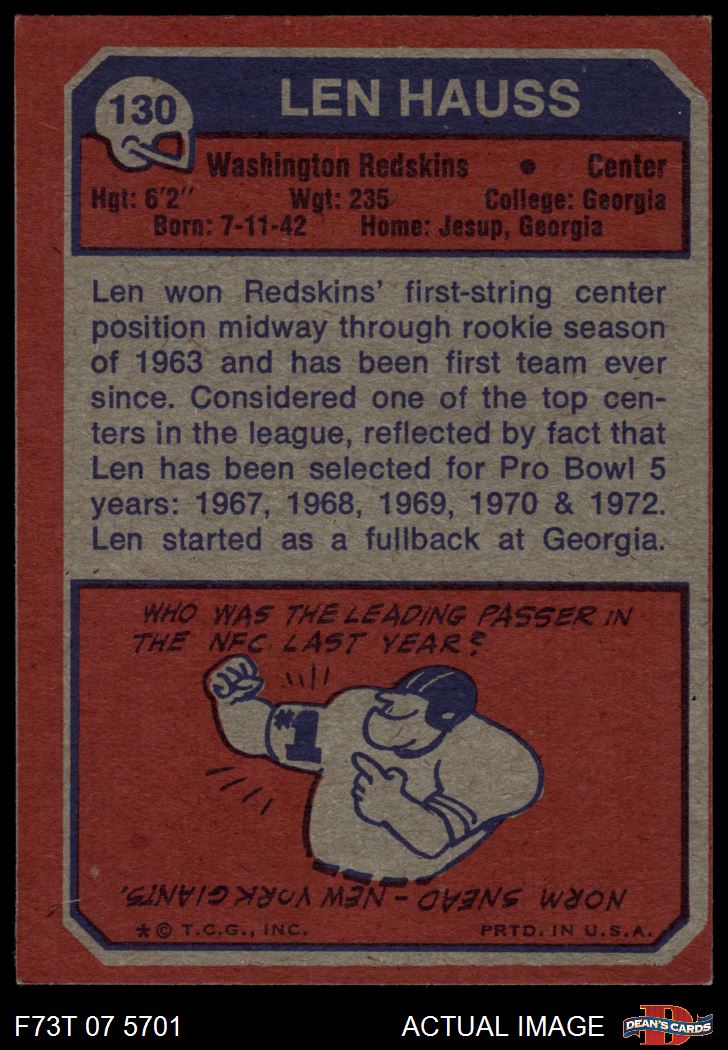 130
LEN HAUSS
Washington Redskins • Center
Hgt: 6'2" Wgt: 235 College: Georgia
Born: 7-11-42 Home: Jesup, Georgia
Len won Redskins' first-string center
position midway through rookie season
of 1963 and has been first team ever
since. Considered one of the top cen-
ters in the league, reflected by fact that
Len has been selected for Pro Bowl 5
years: 1967, 1968, 1969, 1970 & 1972.
Len started as a fullback at Georgia.
WHO WAS THE LEADING PASSER IN
THE NFC LAST YEAR?
#1
NORM SNEAD - NEW YORK GIANTS.
* © T.C.G., INC. PRTD. IN U.S.A.
F73T 07 5701 ACTUAL IMAGE D DEAN'S CARDS